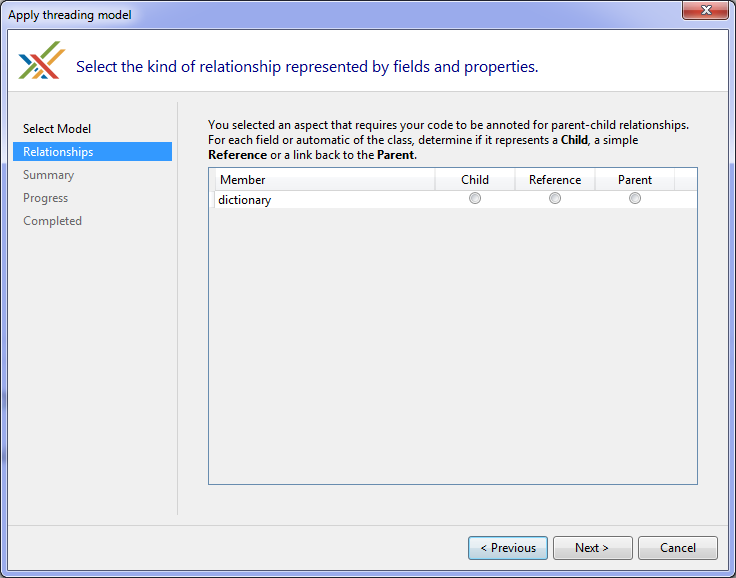 Apply threading model
Select the kind of relationship represented by fields and properties.
Select Model
Relationships
Summary
Progress
Completed
You selected an aspect that requires your code to be annoted for parent-child relationships.
For each field or automatic of the class, determine if it represents a Child, a simple
Reference or a link back to the Parent.
Member Child Reference Parent
dictionary
< Previous Next > Cancel